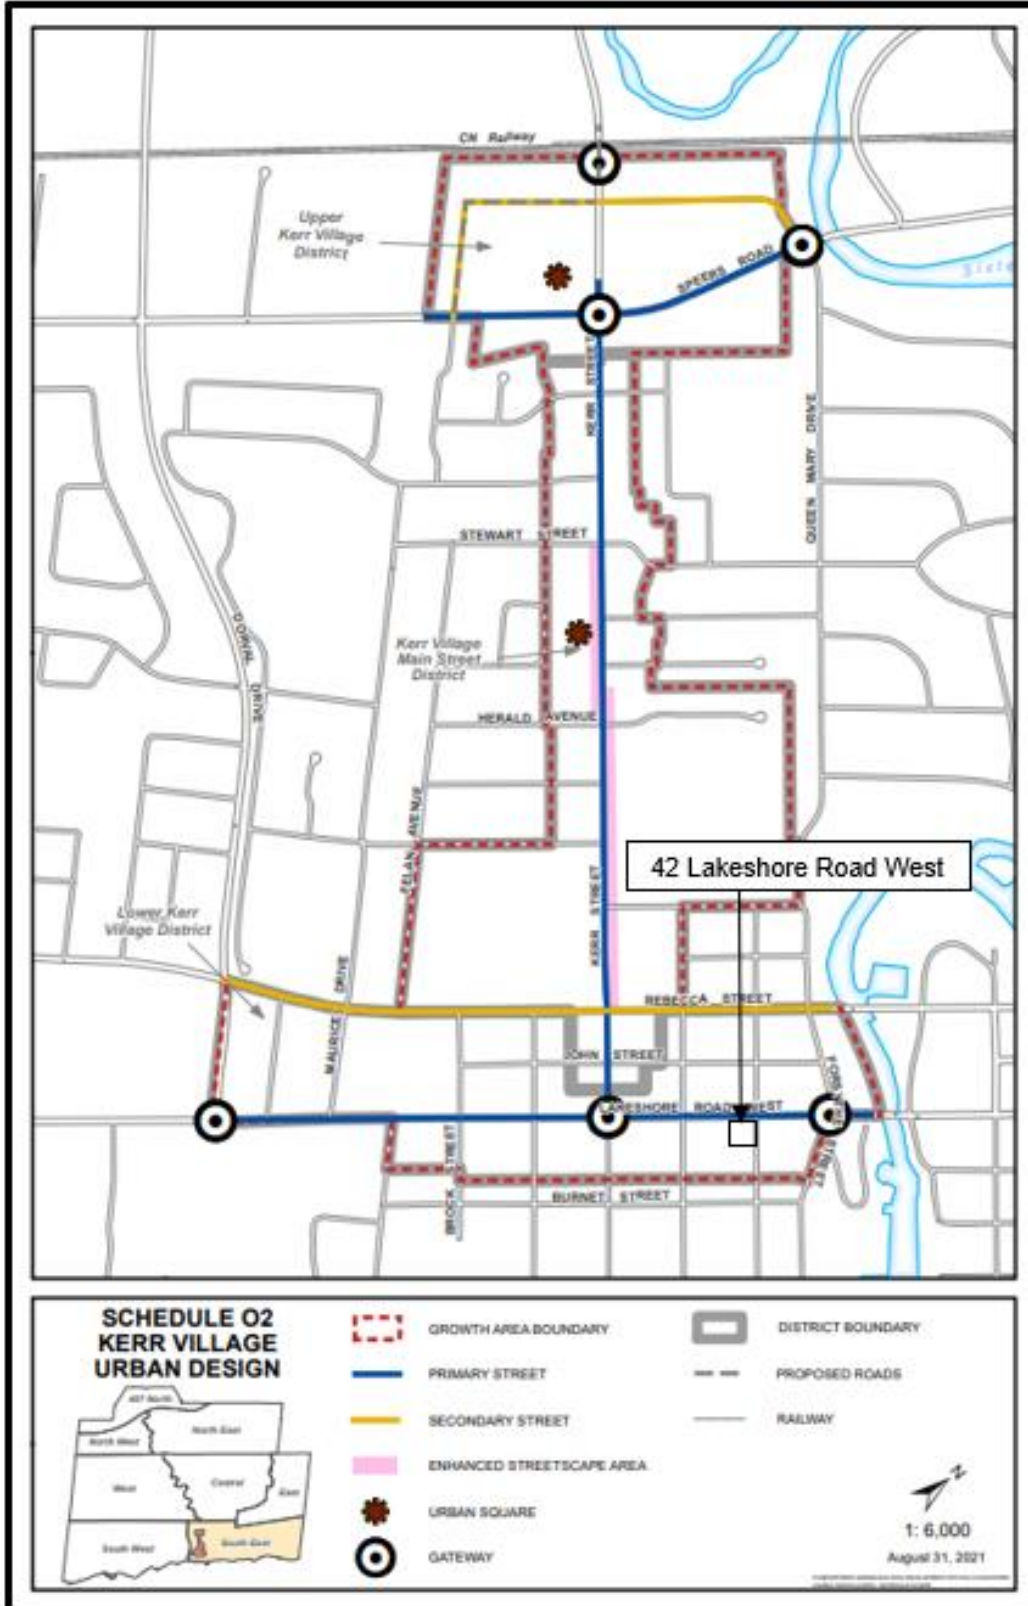 CN Railway
Upper
Kerr Village
District
SPEERS ROAD
KERR STREET
QUEEN MARY DRIVE
STEWART STREET
DORVAL DRIVE
Kerr Village
Main Street
District
HERALD AVENUE
FELAN AVENUE
42 Lakeshore Road West
KERR STREET
Lower Kerr
Village District
MAURICE DRIVE
REBECCA STREET
JOHN STREET
FORSYTHE STREET
LAKESHORE ROAD WEST
BROCK STREET
BURNET STREET
SCHEDULE O2
KERR VILLAGE
URBAN DESIGN
407 North
North West
North East
West
Central
East
South West
South East
GROWTH AREA BOUNDARY
PRIMARY STREET
SECONDARY STREET
ENHANCED STREETSCAPE AREA
URBAN SQUARE
GATEWAY
DISTRICT BOUNDARY
PROPOSED ROADS
RAILWAY
N
1: 6,000
August 31, 2021